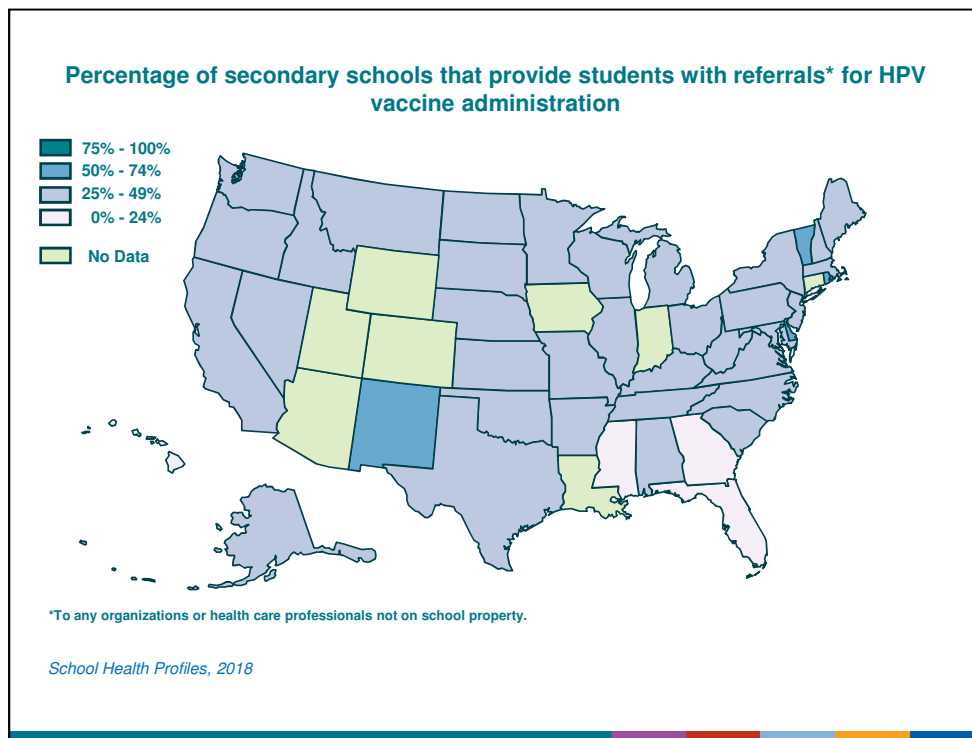 Percentage of secondary schools that provide students with referrals* for HPV
vaccine administration
75% - 100%
50% - 74%
25% - 49%
0% - 24%
No Data
*To any organizations or health care professionals not on school property.
School Health Profiles, 2018